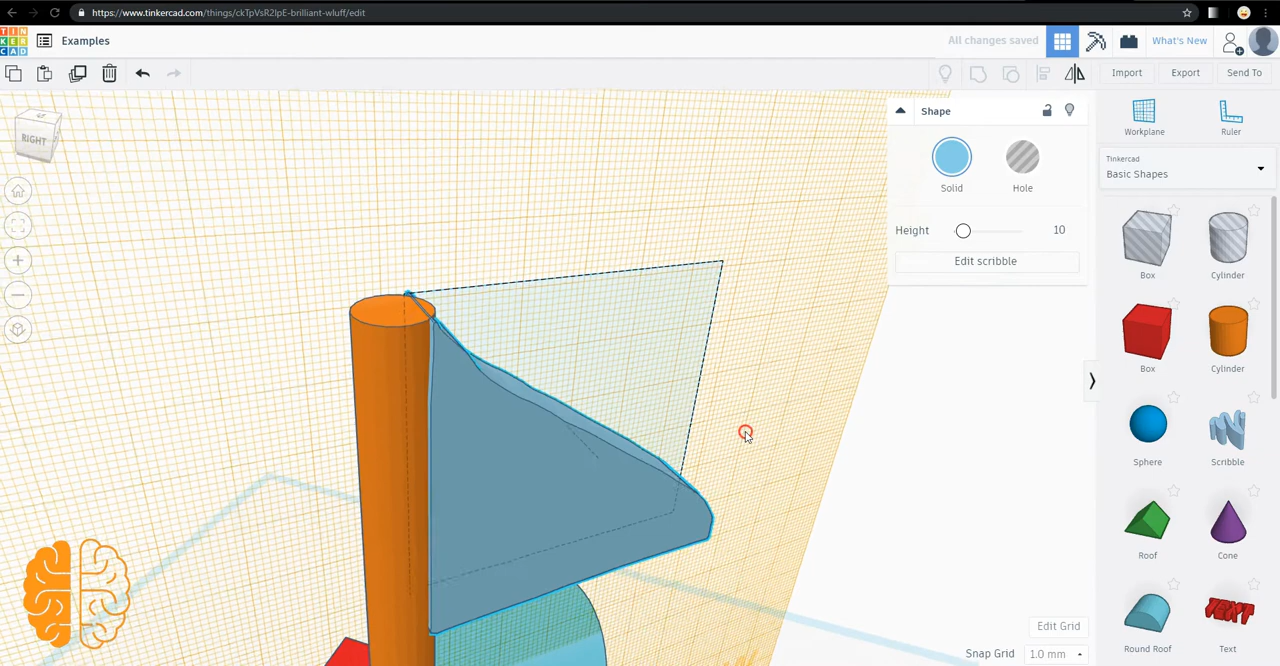 https://www.tinkercad.com/things/ckTpVsR2lpE-brilliant-wluff/edit
TIN
KER
CAD
Examples
All changes saved
What's New
Import
Export
Send To
RIGHT
Shape
Solid
Hole
Height
10
Edit scribble
Workplane
Ruler
Tinkercad
Basic Shapes
Box
Cylinder
Box
Cylinder
Sphere
Scribble
Roof
Cone
Round Roof
TEXT
Text
Edit Grid
Snap Grid
1.0 mm